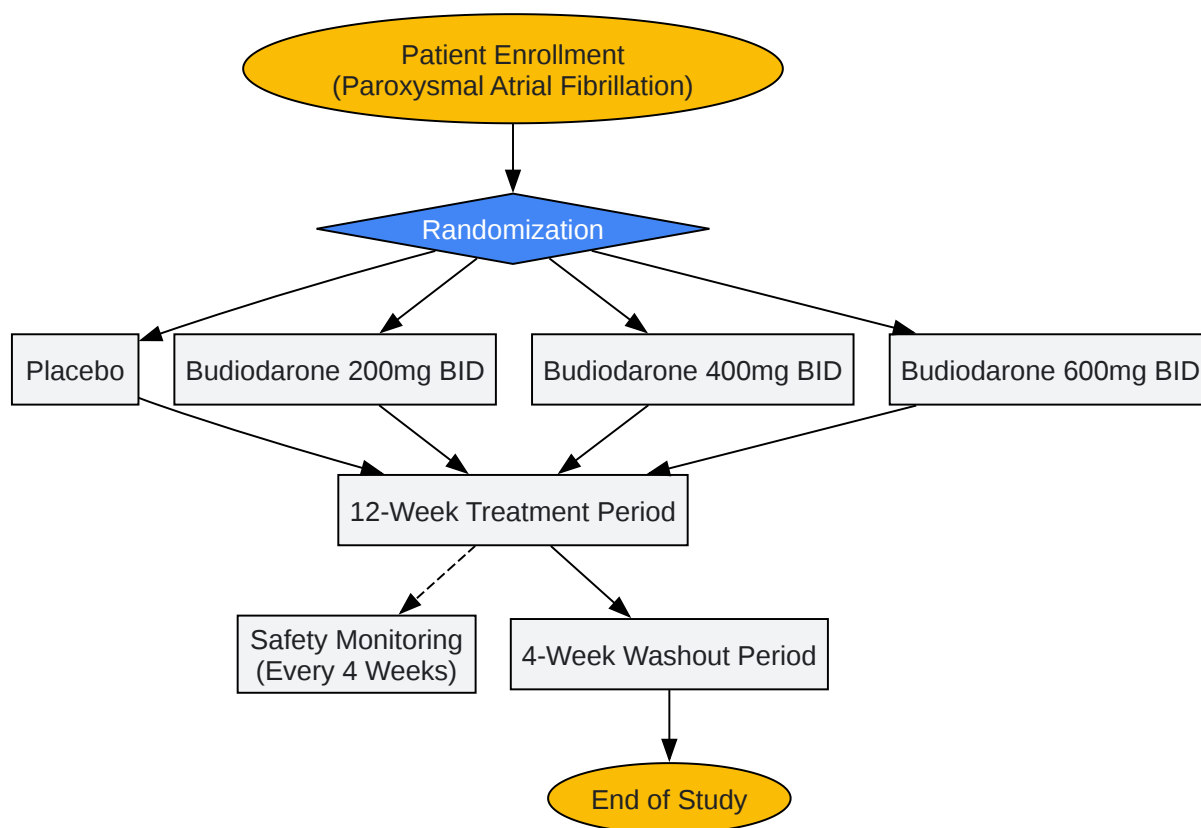 Patient Enrollment
(Paroxysmal Atrial Fibrillation)
Randomization
Placebo
Budiodarone 200mg BID
Budiodarone 400mg BID
Budiodarone 600mg BID
12-Week Treatment Period
Safety Monitoring
(Every 4 Weeks)
4-Week Washout Period
End of Study